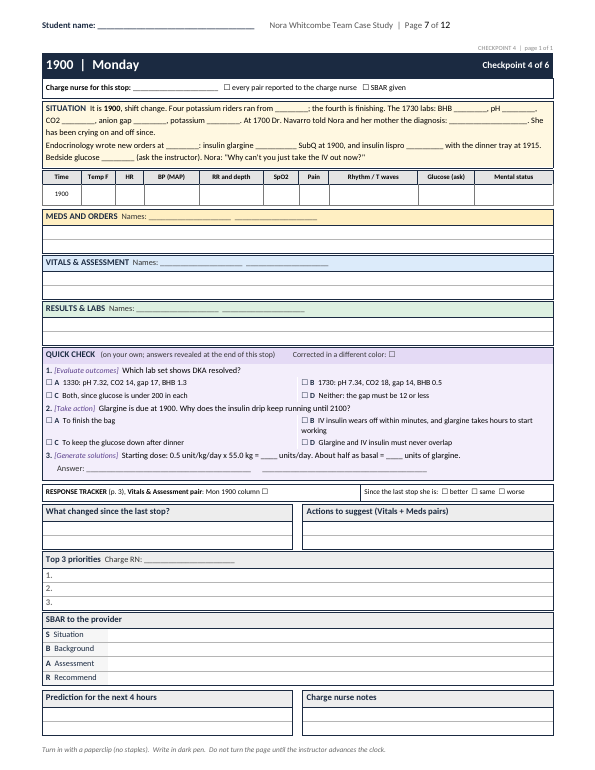 Student name: ____________________ Nora Whitcombe Team Case Study | Page 7 of 12
CHECKPOINT 4 | page 1 of 1
1900 | Monday Checkpoint 4 of 6
Charge nurse for this stop: ____________________ ☐ every pair reported to the charge nurse ☐ SBAR given
SITUATION It is 1900, shift change. Four potassium riders ran from ________; the fourth is finishing. The 1730 labs: BHB ________, pH ________,
CO2 ________, anion gap ________, potassium ________. At 1700 Dr. Navarro told Nora and her mother the diagnosis: ____________________. She
has been crying on and off since.
Endocrinology wrote new orders at ________: insulin glargine ________ SubQ at 1900, and insulin lispro ________ with the dinner tray at 1915.
Bedside glucose ________ (ask the instructor). Nora: "Why can't you just take the IV out now?"
Time Temp F HR BP (MAP) RR and depth SpO2 Pain Rhythm / T waves Glucose (ask) Mental status
1900
MEDS AND ORDERS Names: ____________________ ____________________
VITALS & ASSESSMENT Names: ____________________ ____________________
RESULTS & LABS Names: ____________________ ____________________
QUICK CHECK (on your own; answers revealed at the end of this stop) Corrected in a different color: ☐
1. [Evaluate outcomes] Which lab set shows DKA resolved?
☐ A 1330: pH 7.32, CO2 14, gap 17, BHB 1.3 ☐ B 1730: pH 7.34, CO2 18, gap 14, BHB 0.5
☐ C Both, since glucose is under 200 in each ☐ D Neither: the gap must be 12 or less
2. [Take action] Glargine is due at 1900. Why does the insulin drip keep running until 2100?
☐ A To finish the bag ☐ B IV insulin wears off within minutes, and glargine takes hours to start
working
☐ C To keep the glucose down after dinner ☐ D Glargine and IV insulin must never overlap
3. [Generate solutions] Starting dose: 0.5 unit/kg/day x 55.0 kg = ____ units/day. About half as basal = ____ units of glargine.
Answer: ____________________ ____________________
RESPONSE TRACKER (p. 3), Vitals & Assessment pair: Mon 1900 column ☐ Since the last stop she is: ☐ better ☐ same ☐ worse
What changed since the last stop? Actions to suggest (Vitals + Meds pairs)
Top 3 priorities Charge RN: ____________________
1.
2.
3.
SBAR to the provider
S Situation
B Background
A Assessment
R Recommend
Prediction for the next 4 hours Charge nurse notes
Turn in with a paperclip (no staples). Write in dark pen. Do not turn the page until the instructor advances the clock.